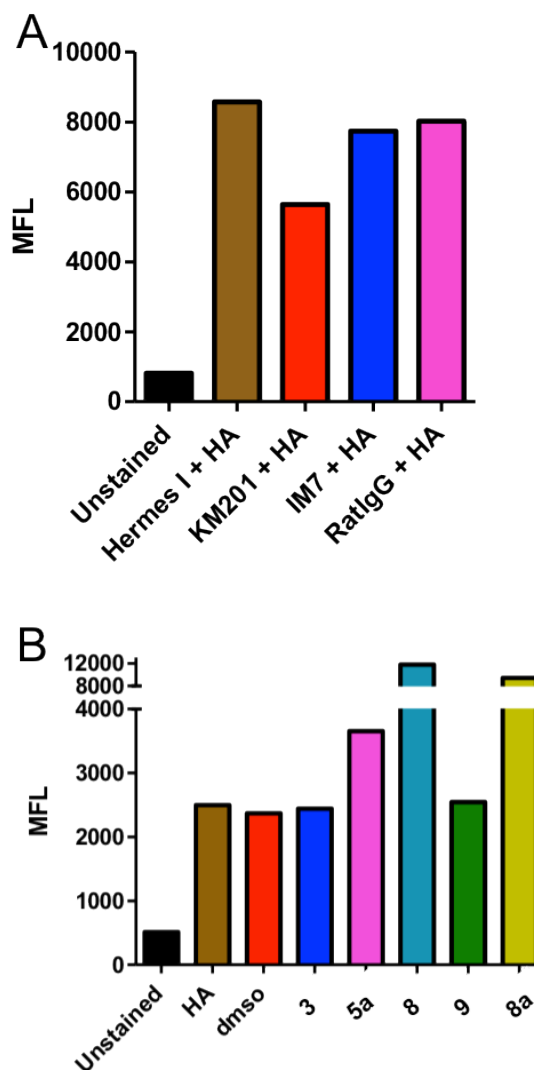 A
10000
8000
6000
4000
2000
0
MFL
Unstained
Hermes I + HA
KM201 + HA
IM7 + HA
RatIgG + HA
B
12000
8000
4000
3000
2000
1000
0
MFL
Unstained
HA
dmso
3
5a
8
9
8a